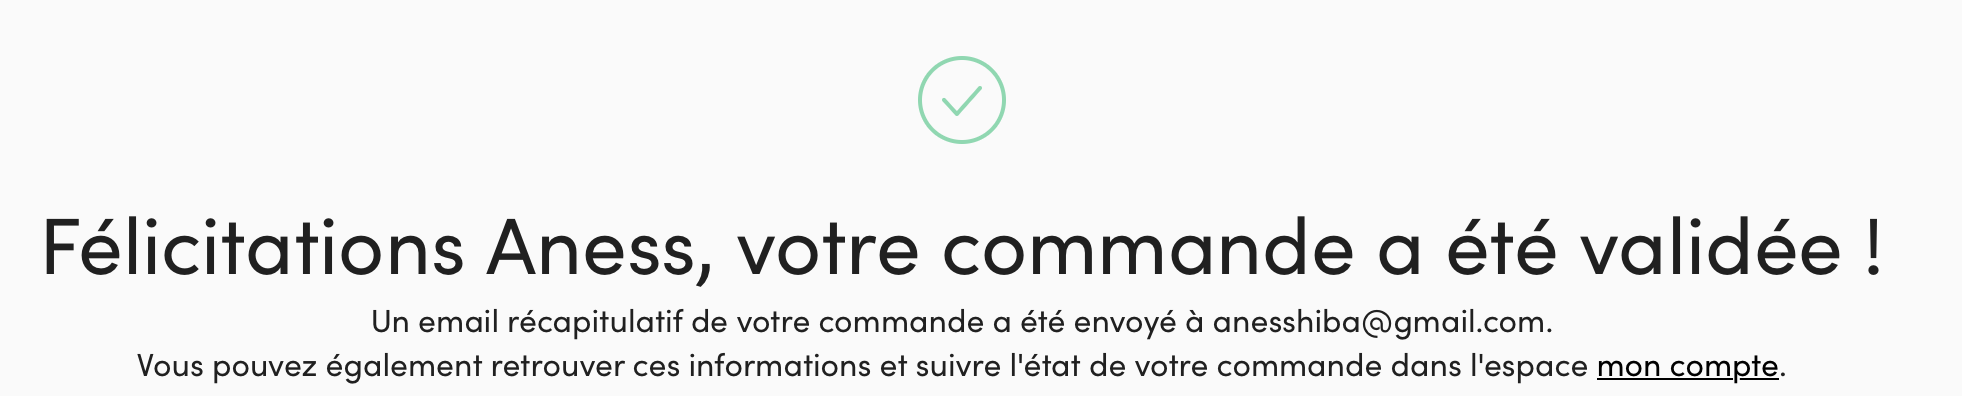 Félicitations Aness, votre commande a été validée !
Un email récapitulatif de votre commande a été envoyé à anesshiba@gmail.com.
Vous pouvez également retrouver ces informations et suivre l'état de votre commande dans l'espace mon compte.